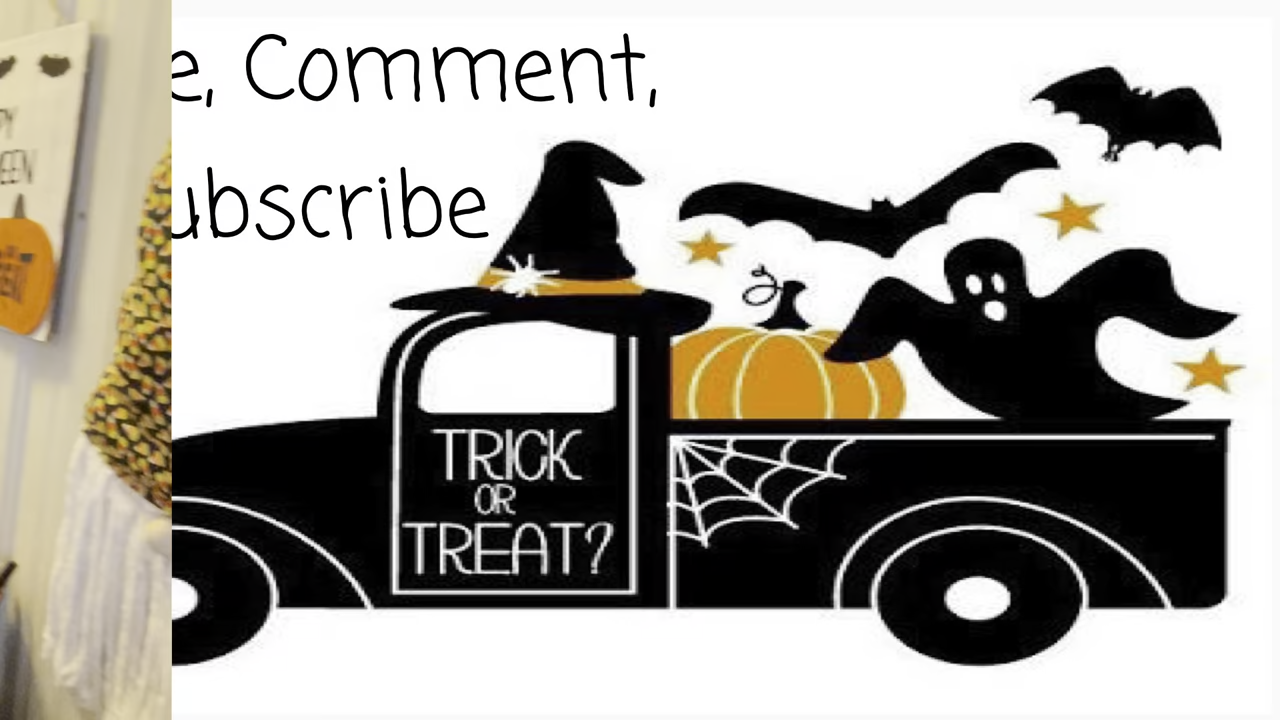 e, Comment,
ubscribe
TRICK
OR
TREAT?